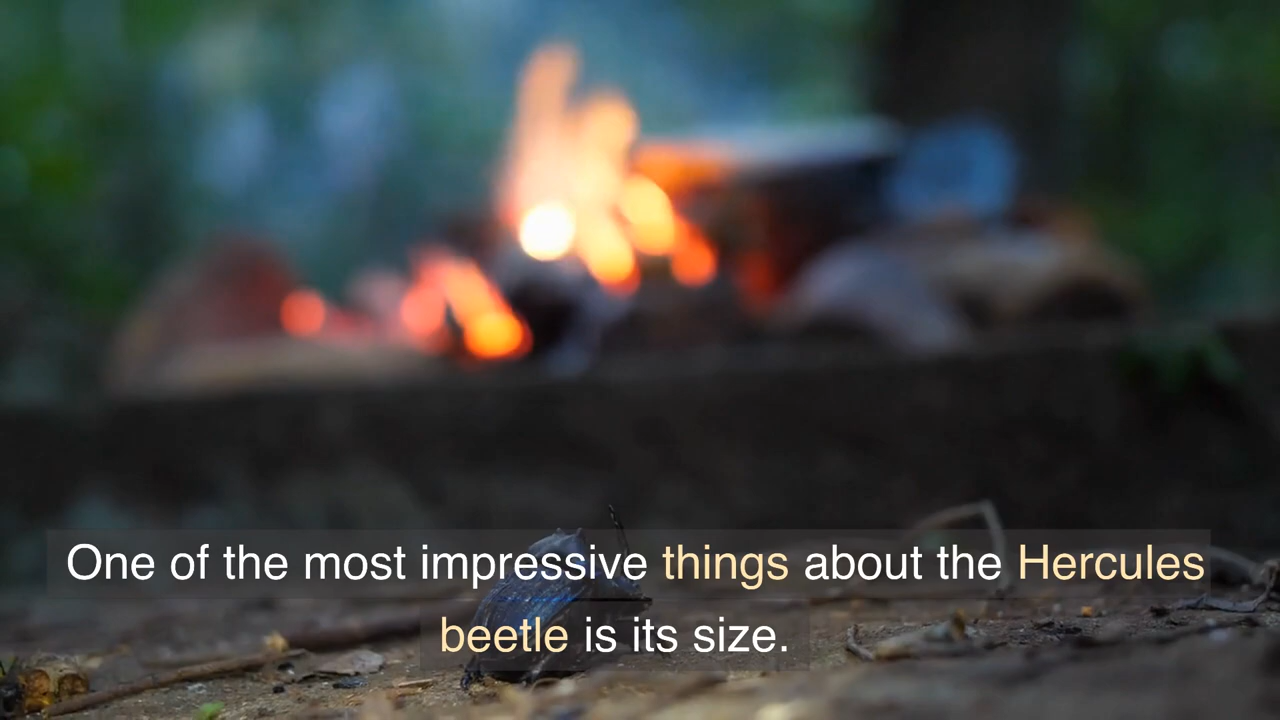 One of the most impressive things about the Hercules
beetle is its size.